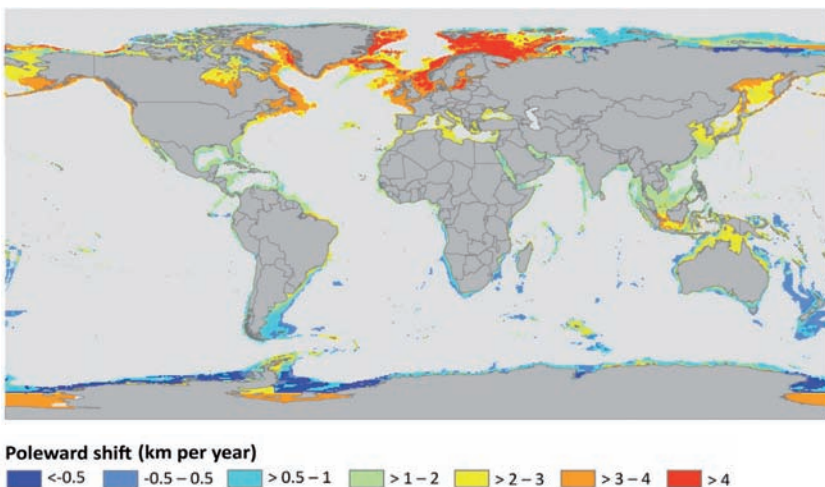 Poleward shift (km per year)
<-0.5 -0.5 – 0.5 > 0.5 – 1 > 1 – 2 > 2 – 3 > 3 – 4 > 4